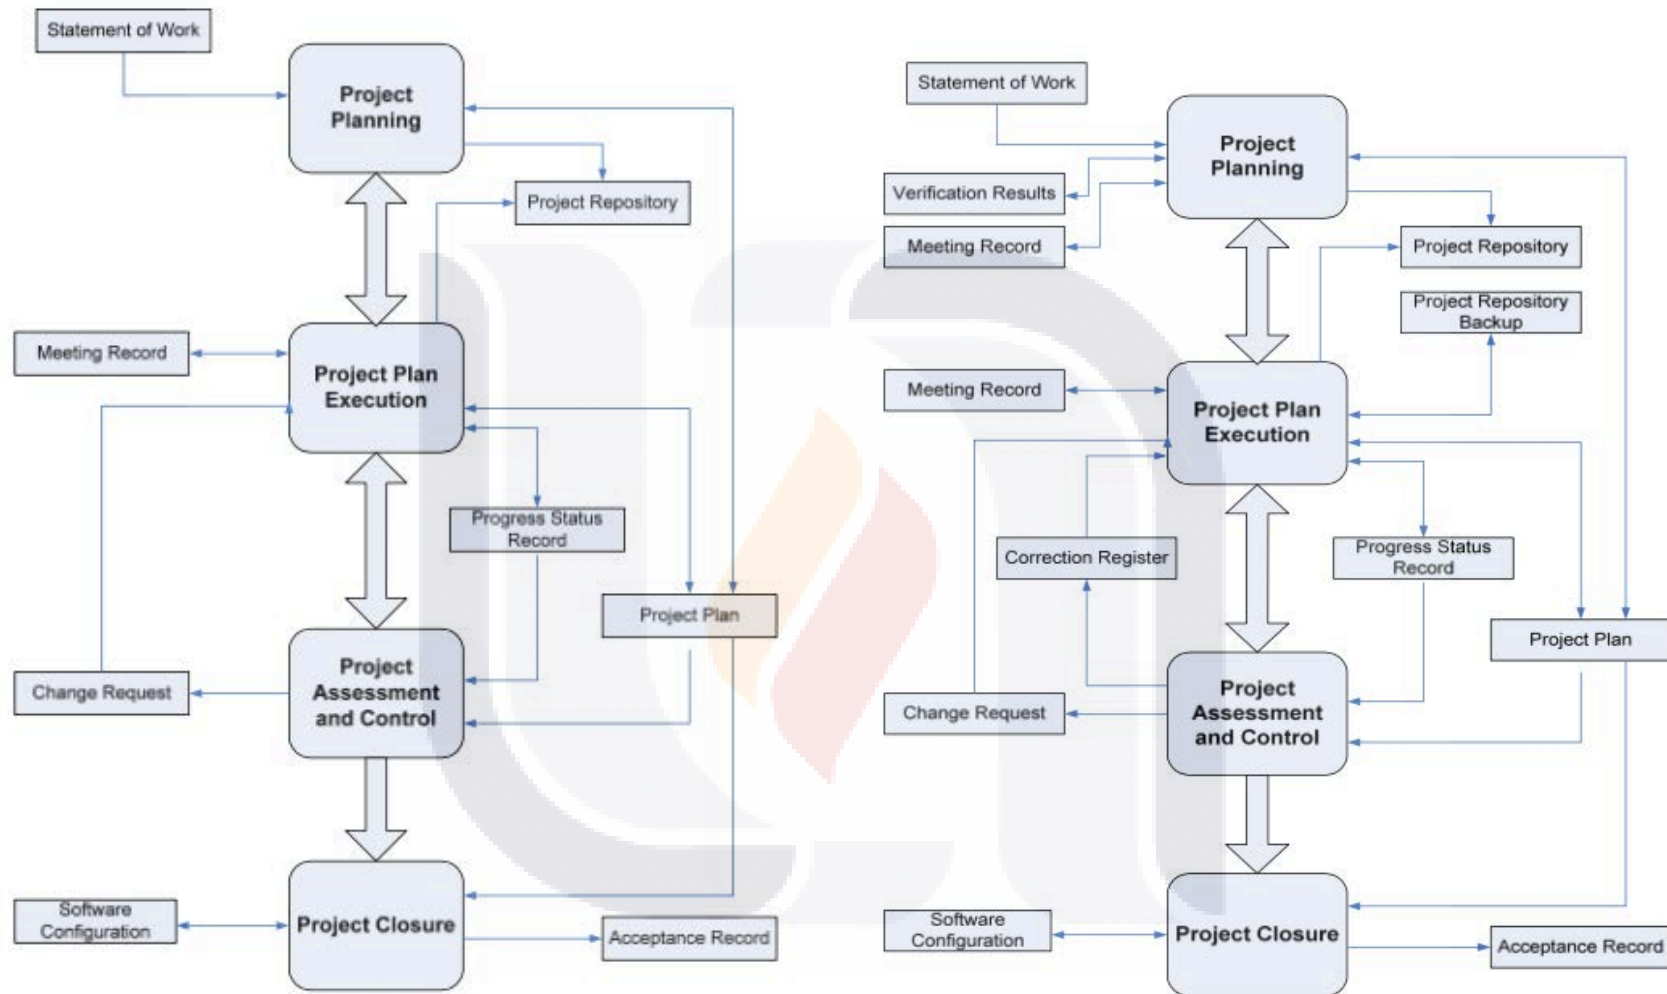 Statement of Work
Project
Planning
Project Repository
Meeting Record
Project Plan
Execution
Progress Status
Record
Project Plan
Project
Assessment
and Control
Change Request
Project Closure
Software
Configuration
Acceptance Record
Statement of Work
Project
Planning
Verification Results
Meeting Record
Project Repository
Project Repository
Backup
Meeting Record
Project Plan
Execution
Correction Register
Progress Status
Record
Project Plan
Project
Assessment
and Control
Change Request
Project Closure
Software
Configuration
Acceptance Record